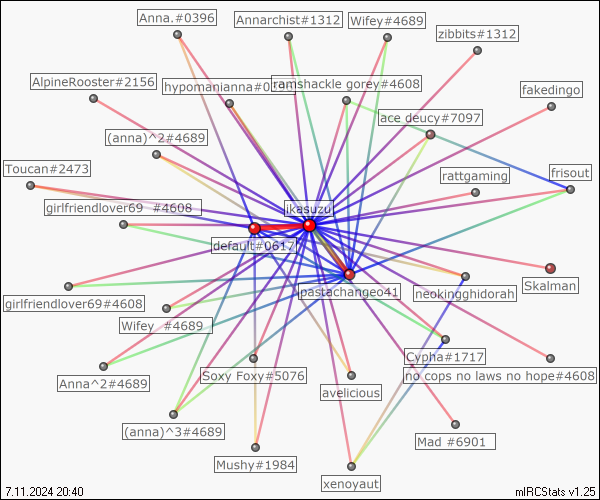 Anna.#0396
Annarchist#1312
Wifey#4689
zibbits#1312
AlpineRooster#2156
hypomanianna#0
ramshackle gorey#4608
fakedingo
ace deucy#7097
(anna)^2#4689
Toucan#2473
rattgaming
frisout
girlfriendlover69 #4608
ikasuzu
default#0617
Skalman
girlfriendlover69#4608
pastachangeo41
neokingghidorah
Wifey #4689
Cypha#1717
Anna^2#4689
Soxy Foxy#5076
no cops no laws no hope#4608
avelicious
(anna)^3#4689
Mad #6901
Mushy#1984
xenoyaut
7.11.2024 20:40
mIRCStats v1.25